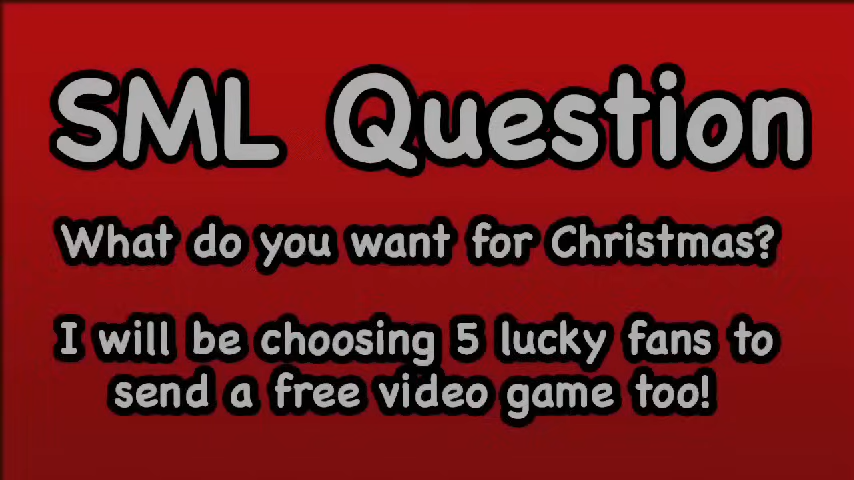 SML Question
What do you want for Christmas?
I will be choosing 5 lucky fans to
send a free video game too!